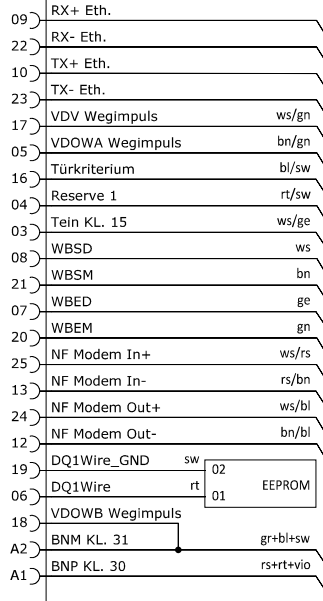 09 RX+ Eth.
22 RX- Eth.
10 TX+ Eth.
23 TX- Eth.
17 VDV Wegimpuls ws/gn
05 VDOWA Wegimpuls bn/gn
16 Türkriterium bl/sw
04 Reserve 1 rt/sw
03 Tein KL. 15 ws/ge
08 WBSD ws
21 WBSM bn
07 WBED ge
20 WBEM gn
25 NF Modem In+ ws/rs
13 NF Modem In- rs/bn
24 NF Modem Out+ ws/bl
12 NF Modem Out- bn/bl
19 DQ1Wire_GND sw 02
06 DQ1Wire rt 01 EEPROM
18 VDOWB Wegimpuls
A2 BNM KL. 31 gr+bl+sw
A1 BNP KL. 30 rs+rt+vio